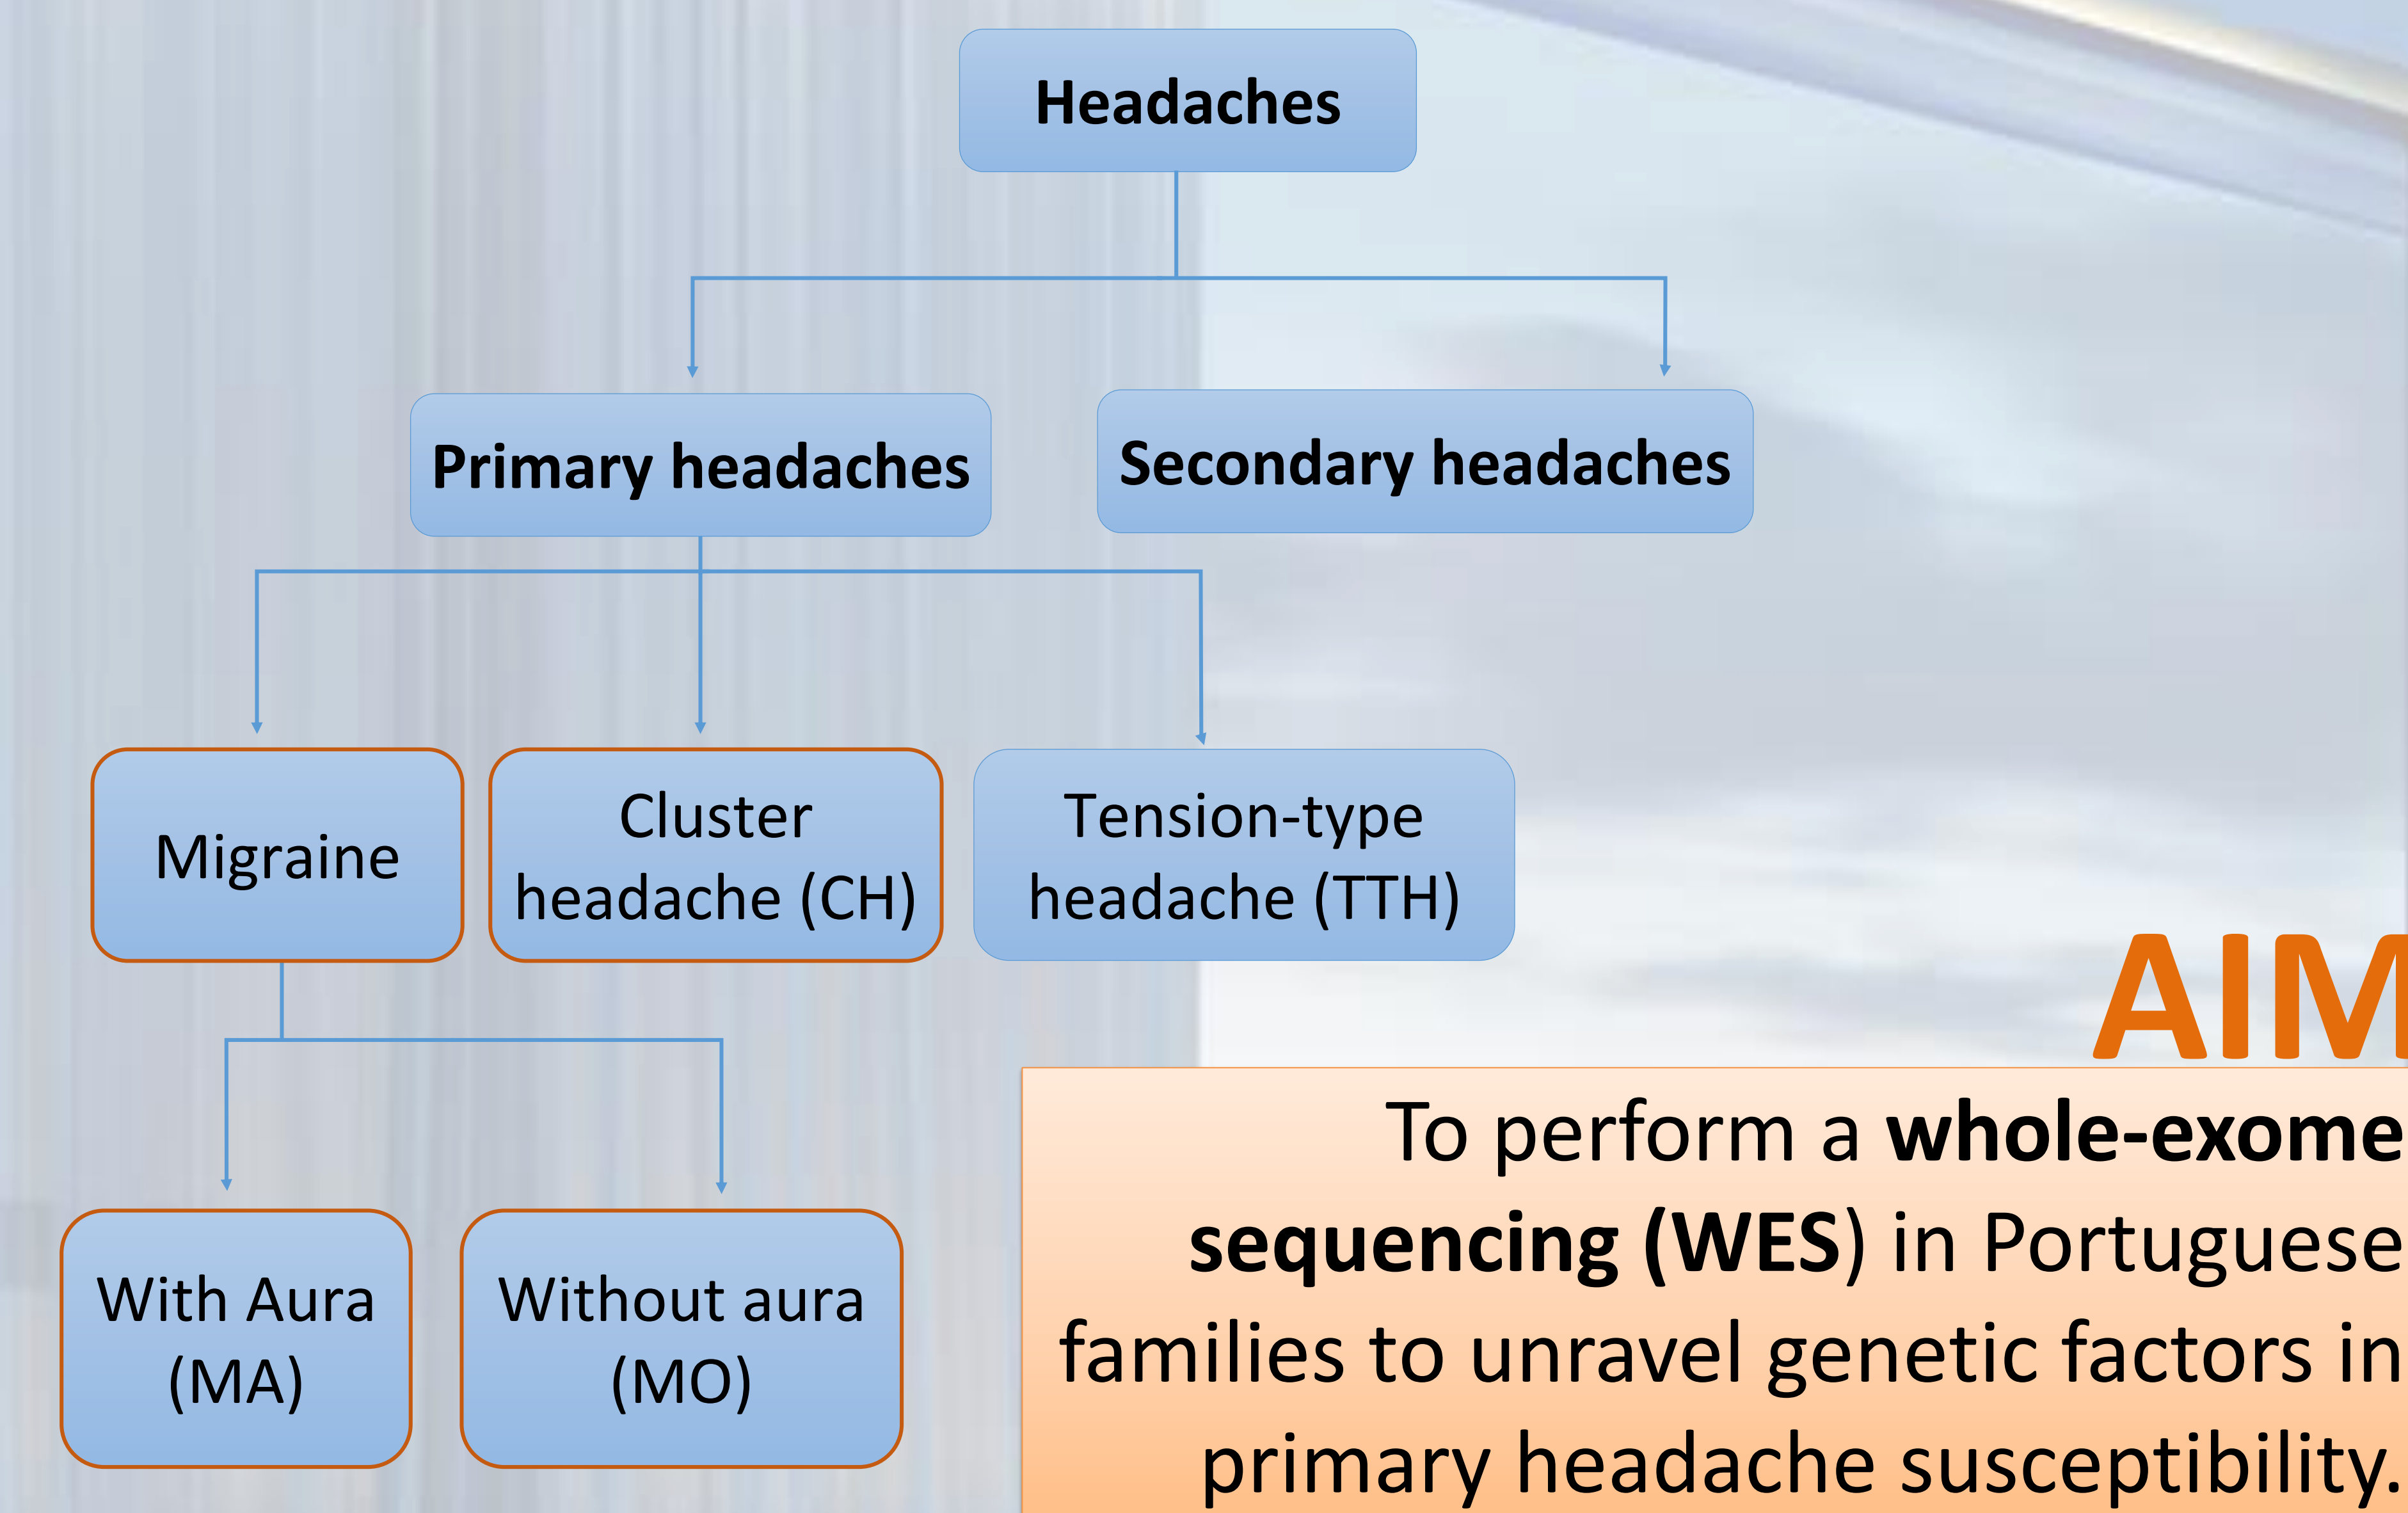 Headaches
Primary headaches
Secondary headaches
Migraine
Cluster
headache (CH)
Tension-type
headache (TTH)
With Aura
(MA)
Without aura
(MO)
AIM
To perform a whole-exome
sequencing (WES) in Portuguese
families to unravel genetic factors in
primary headache susceptibility.